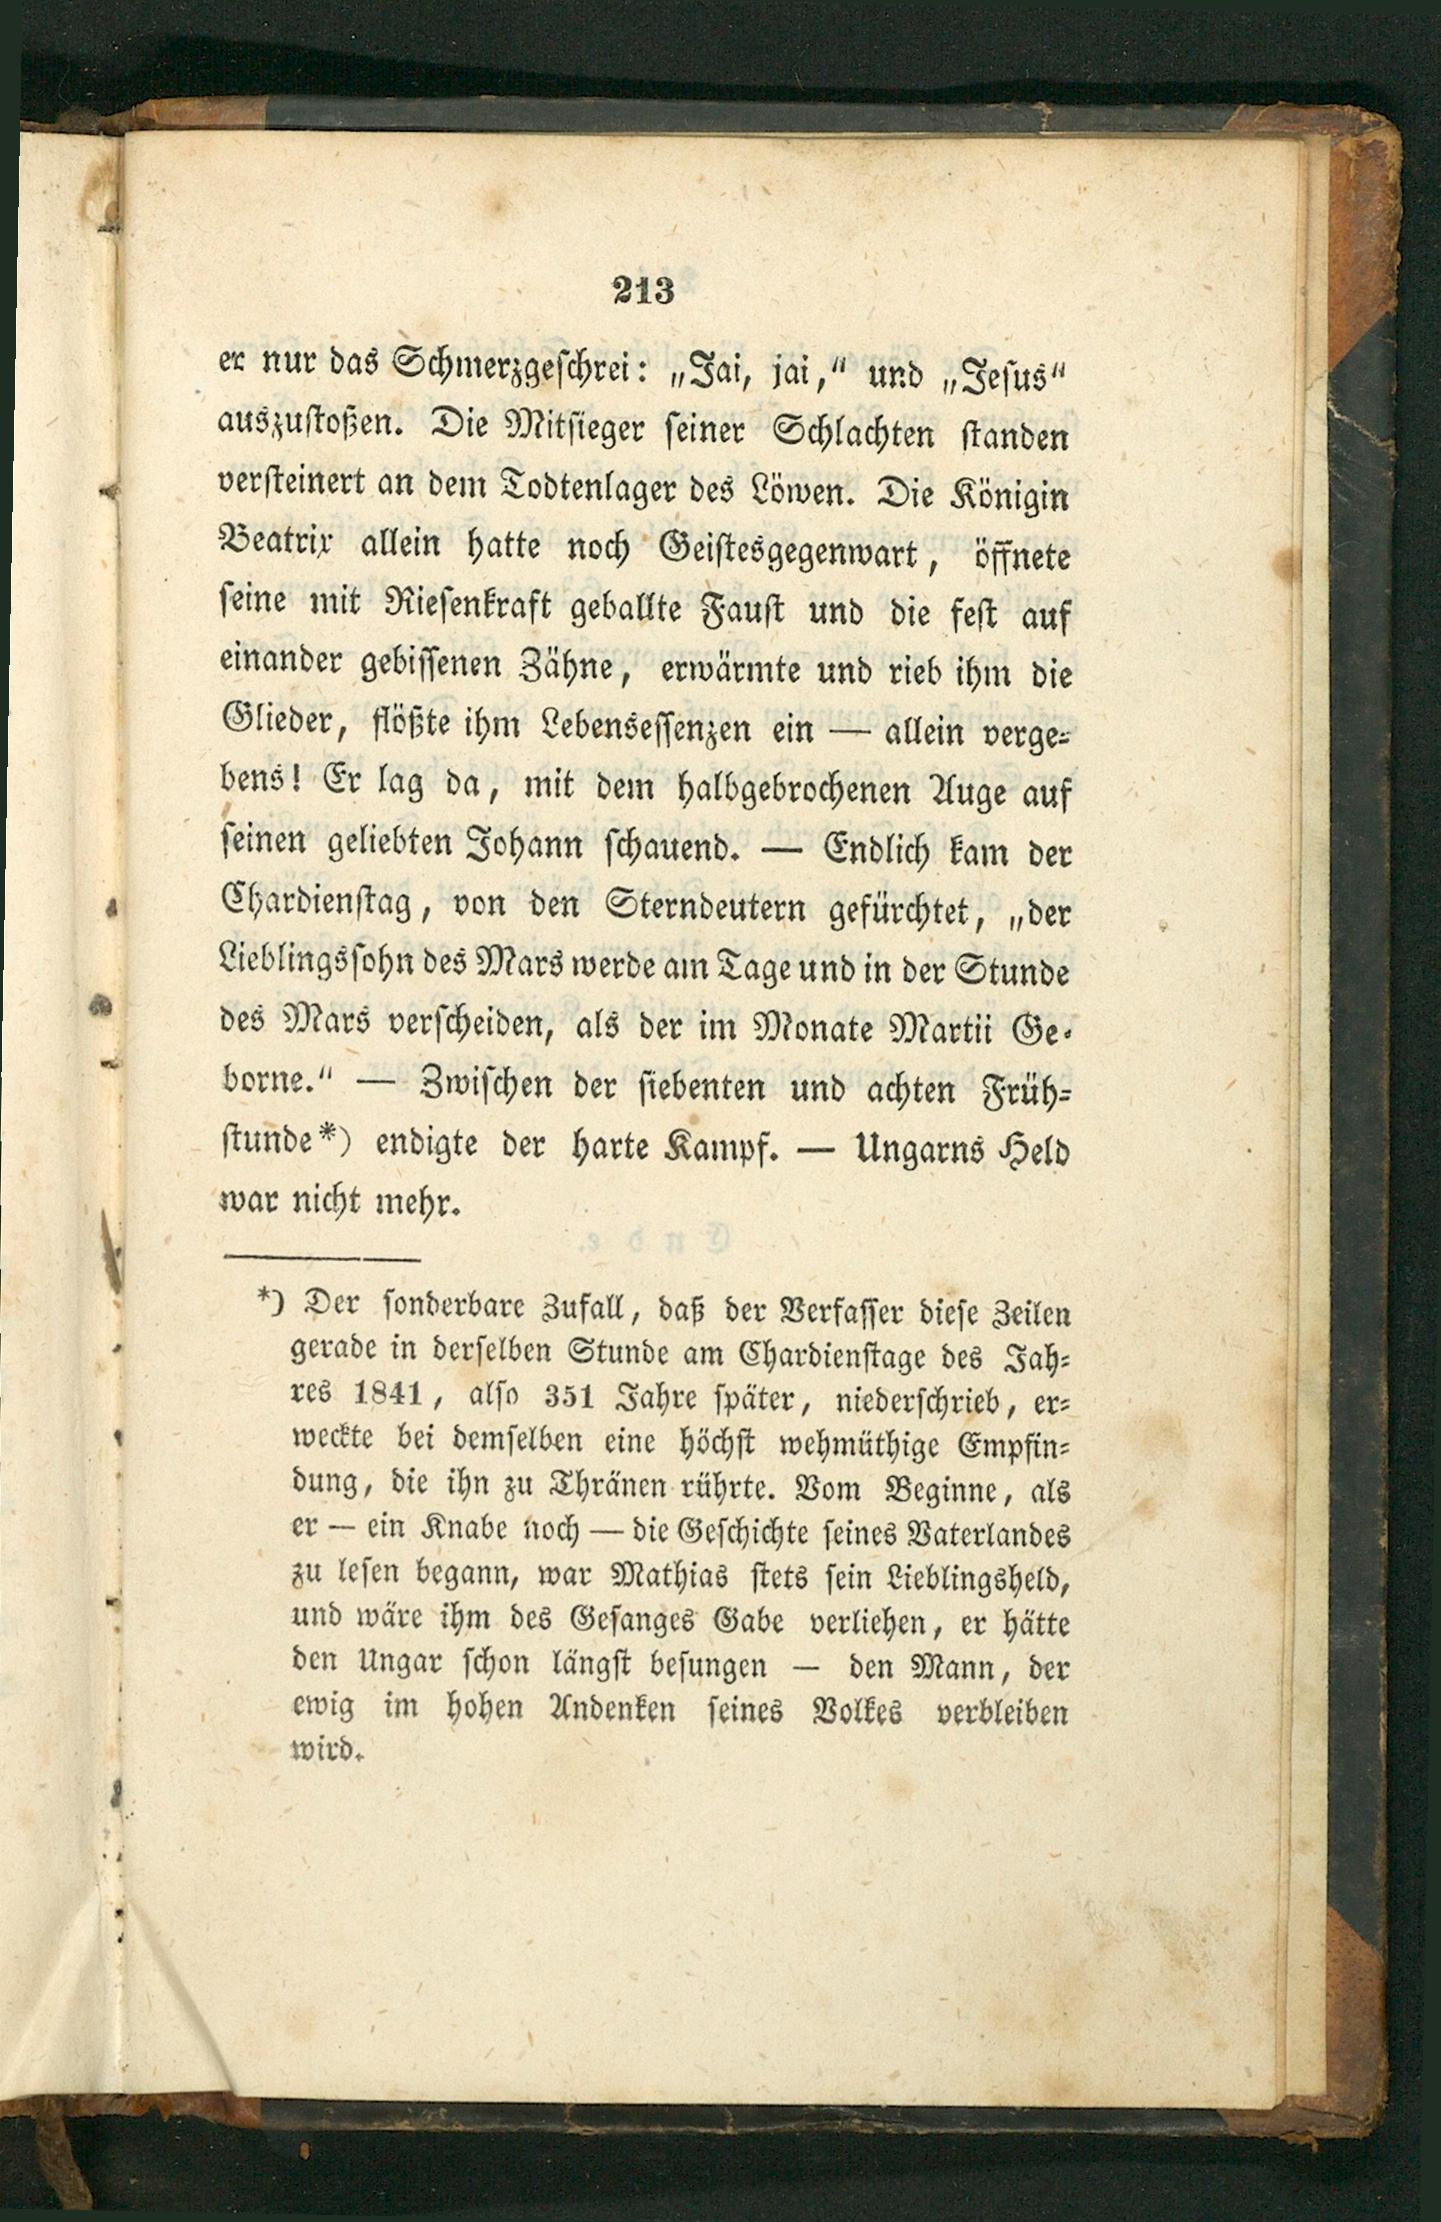 213
er nur das Schmerzgeschrei: „Jai, jai,“ und „Jesus“
auszustoßen. Die Mitsieger seiner Schlachten standen
versteinert an dem Todtenlager des Löwen. Die Königin
Beatrix allein hatte noch Geistesgegenwart, öffnete
seine mit Riesenkraft geballte Faust und die fest auf
einander gebissenen Zähne, erwärmte und rieb ihm die
Glieder, flößte ihm Lebensessenzen ein — allein verge-
bens! Er lag da, mit dem halbgebrochenen Auge auf
seinen geliebten Johann schauend. — Endlich kam der
Chardienstag, von den Sterndeutern gefürchtet, „der
Lieblingssohn des Mars werde am Tage und in der Stunde
des Mars verscheiden, als der im Monate Martii Ge-
borne.“ — Zwischen der siebenten und achten Früh-
stunde*) endigte der harte Kampf. — Ungarns Held
war nicht mehr.
*) Der sonderbare Zufall, daß der Verfasser diese Zeilen
gerade in derselben Stunde am Chardienstage des Jah-
res 1841, also 351 Jahre später, niederschrieb, er-
weckte bei demselben eine höchst wehmüthige Empfin-
dung, die ihn zu Thränen rührte. Vom Beginne, als
er — ein Knabe noch — die Geschichte seines Vaterlandes
zu lesen begann, war Mathias stets sein Lieblingsheld,
und wäre ihm des Gesanges Gabe verliehen, er hätte
den Ungar schon längst besungen — den Mann, der
ewig im hohen Andenken seines Volkes verbleiben
wird.